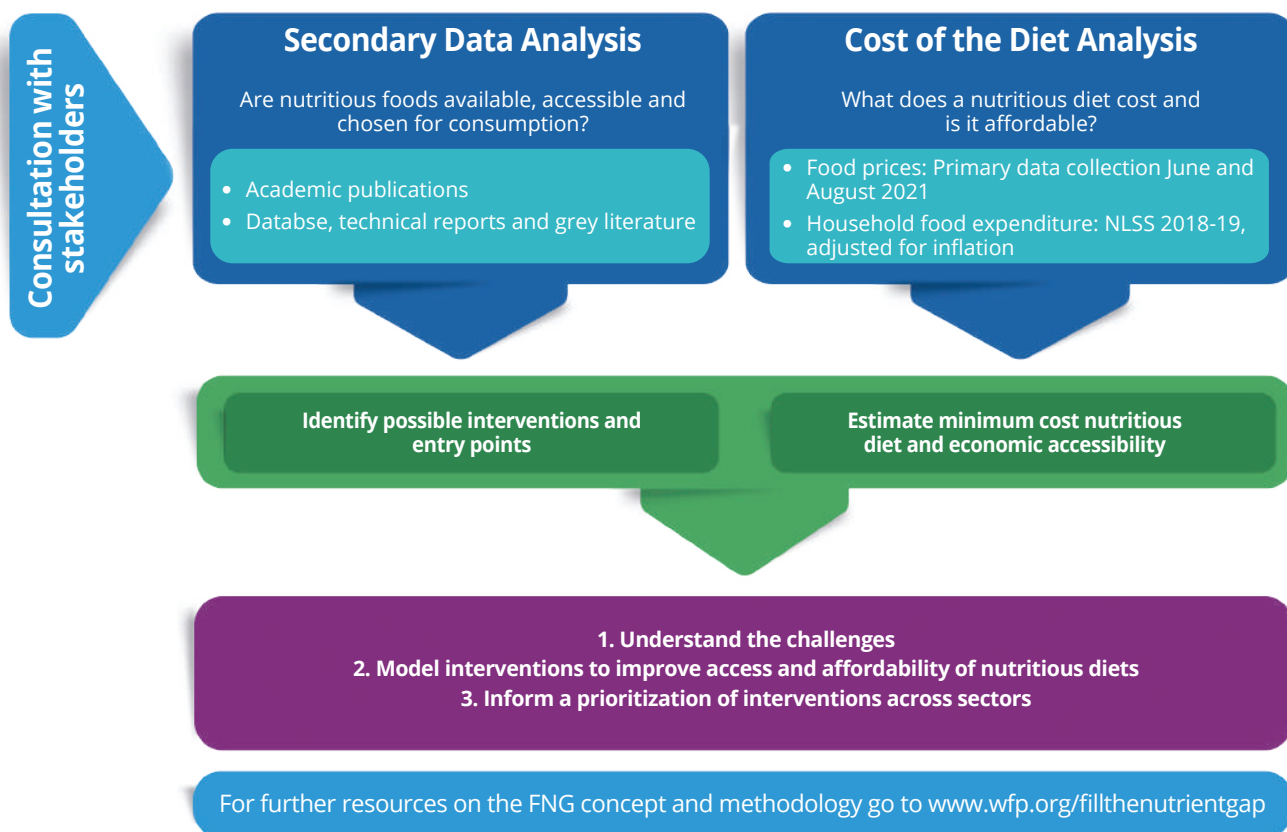 Consultation with
stakeholders
Secondary Data Analysis
Are nutritious foods available, accessible and
chosen for consumption?
• Academic publications
• Databse, technical reports and grey literature
Cost of the Diet Analysis
What does a nutritious diet cost and
is it affordable?
• Food prices: Primary data collection June and
August 2021
• Household food expenditure: NLSS 2018-19,
adjusted for inflation
Identify possible interventions and
entry points
Estimate minimum cost nutritious
diet and economic accessibility
1. Understand the challenges
2. Model interventions to improve access and affordability of nutritious diets
3. Inform a prioritization of interventions across sectors
For further resources on the FNG concept and methodology go to www.wfp.org/fillthenutrientgap